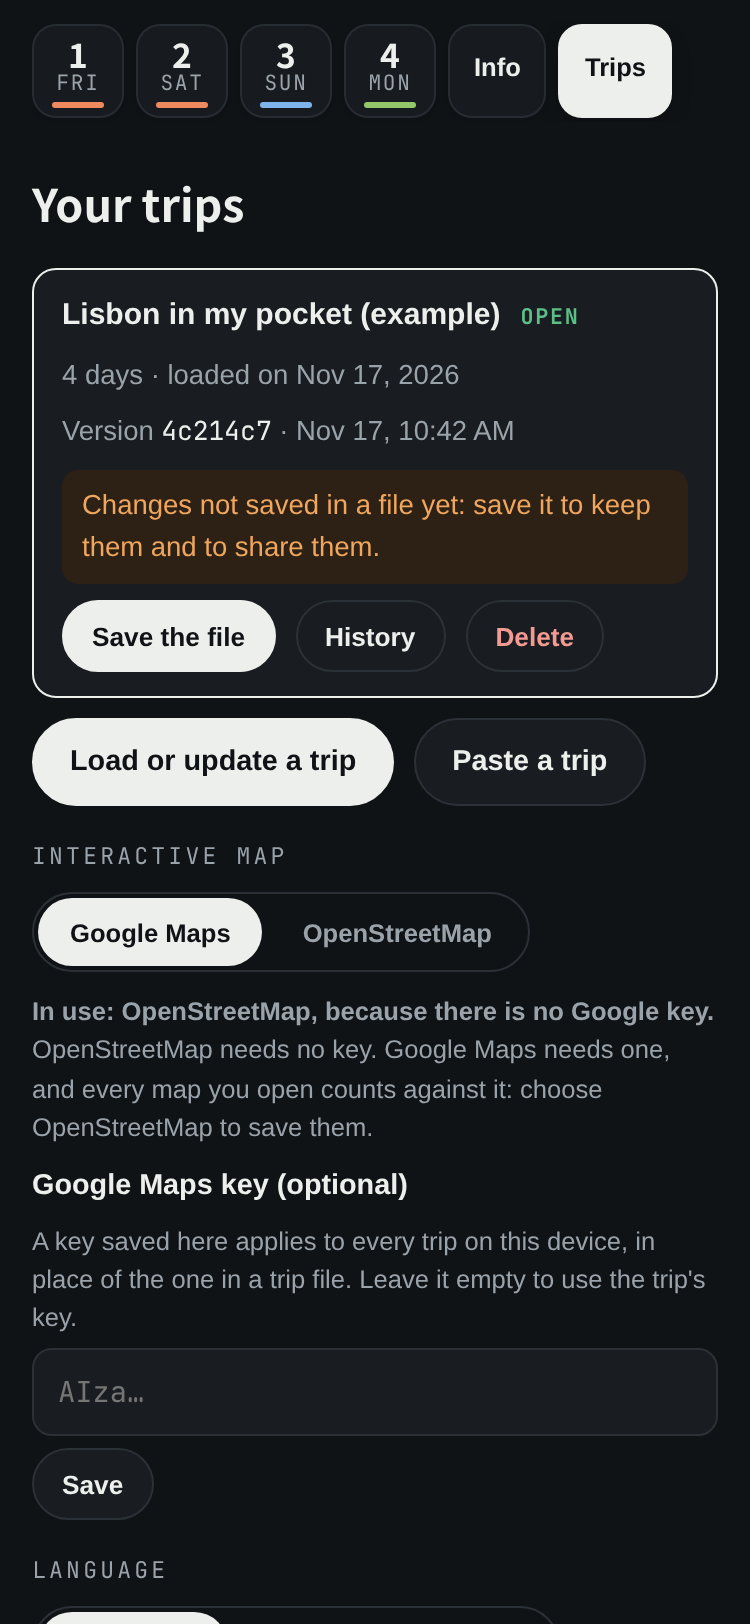 1 2 3 4 Info Trips
FRI SAT SUN MON
Your trips
Lisbon in my pocket (example) OPEN
4 days · loaded on Nov 17, 2026
Version 4c214c7 · Nov 17, 10:42 AM
Changes not saved in a file yet: save it to keep
them and to share them.
Save the file History Delete
Load or update a trip Paste a trip
INTERACTIVE MAP
Google Maps OpenStreetMap
In use: OpenStreetMap, because there is no Google key.
OpenStreetMap needs no key. Google Maps needs one,
and every map you open counts against it: choose
OpenStreetMap to save them.
Google Maps key (optional)
A key saved here applies to every trip on this device, in
place of the one in a trip file. Leave it empty to use the trip's
key.
AIza…
Save
LANGUAGE